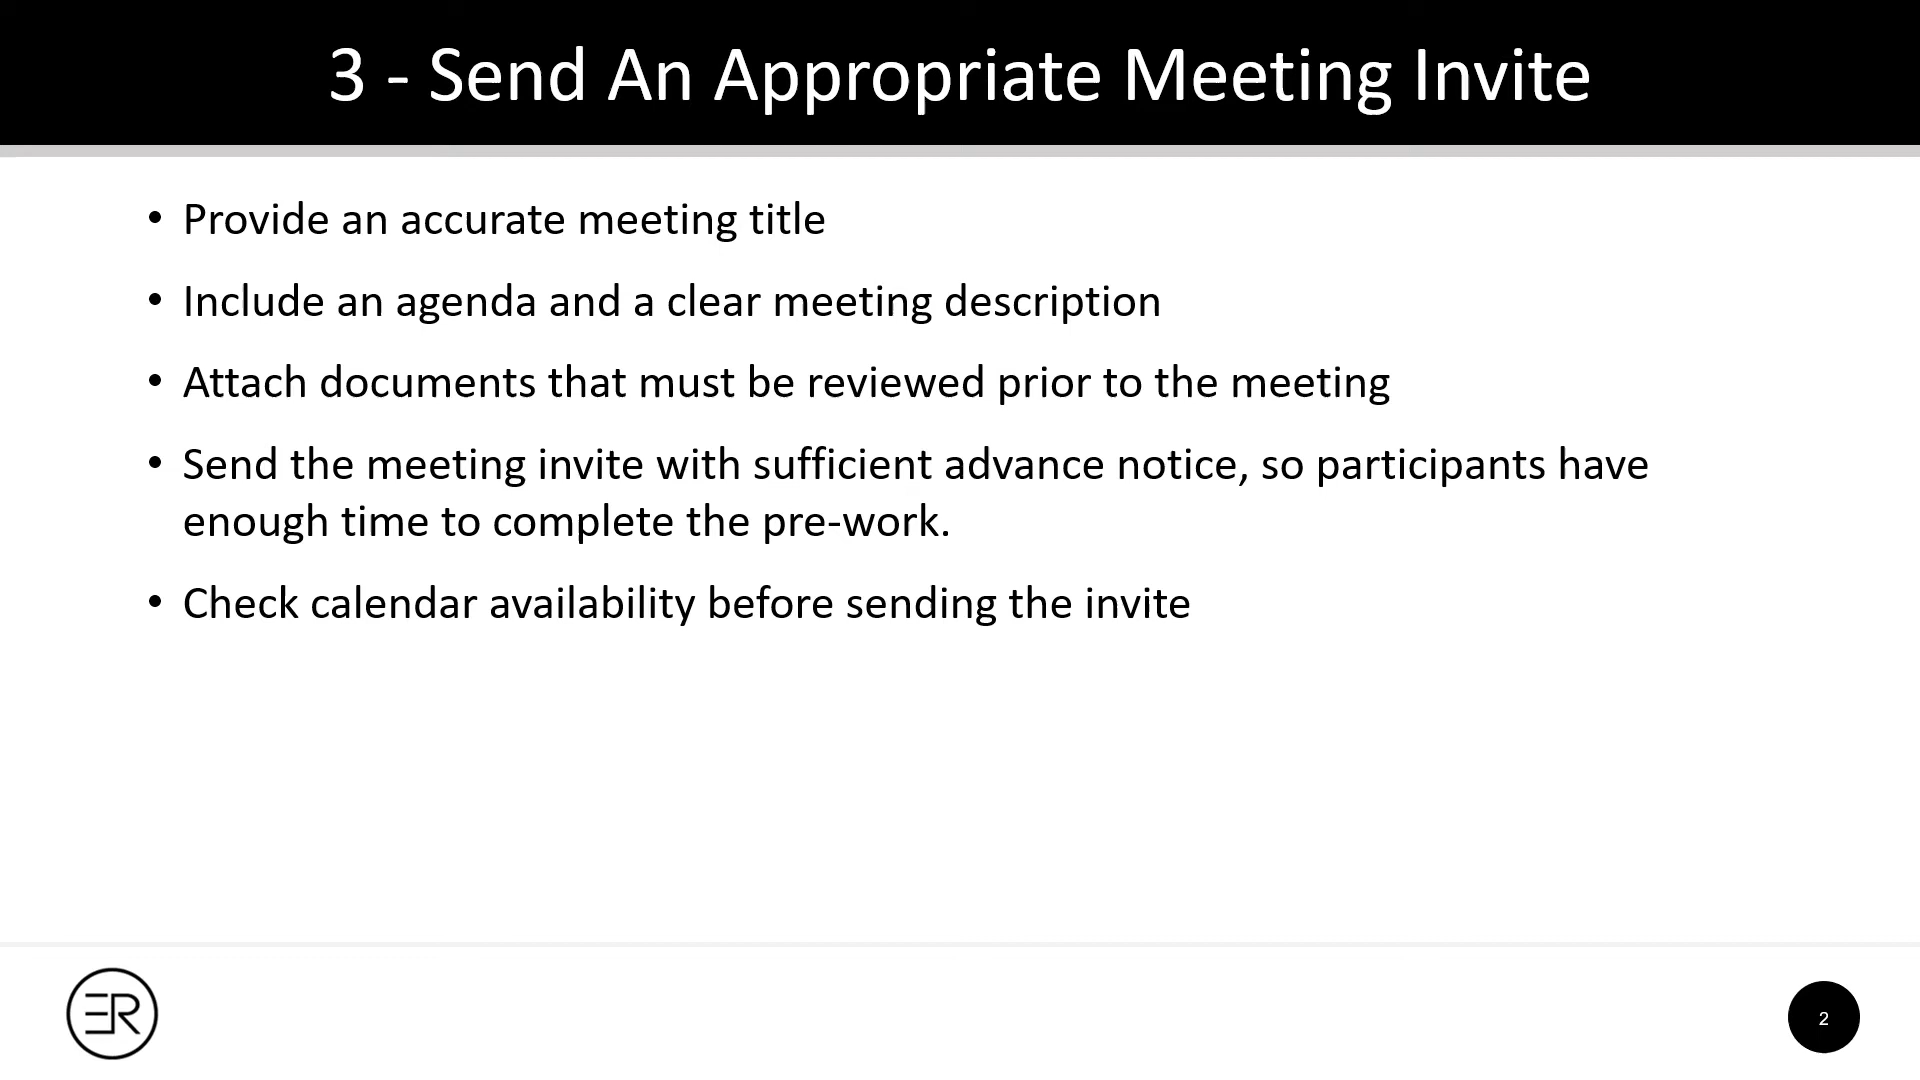 3 - Send An Appropriate Meeting Invite
• Provide an accurate meeting title
• Include an agenda and a clear meeting description
• Attach documents that must be reviewed prior to the meeting
• Send the meeting invite with sufficient advance notice, so participants have
enough time to complete the pre-work.
• Check calendar availability before sending the invite
ER
2